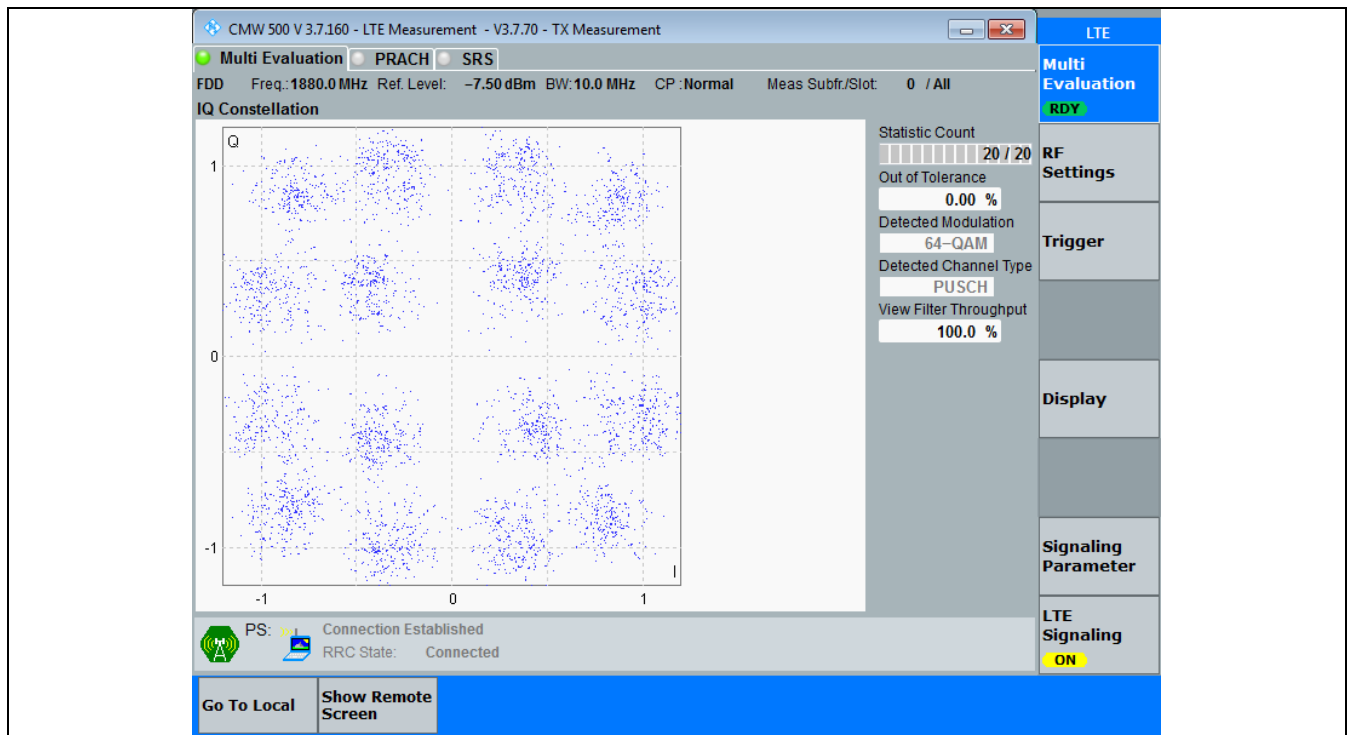 CMW 500 V 3.7.160 - LTE Measurement - V3.7.70 - TX Measurement
LTE
Multi Evaluation PRACH SRS
Multi
Evaluation
RDY
FDD Freq.:1880.0 MHz Ref. Level: −7.50 dBm BW:10.0 MHz CP :Normal Meas Subfr./Slot: 0 / All
IQ Constellation
Q
1
0
-1
-1 0 1
I
Statistic Count
20 / 20
Out of Tolerance
0.00 %
Detected Modulation
64−QAM
Detected Channel Type
PUSCH
View Filter Throughput
100.0 %
RF
Settings
Trigger
Display
Signaling
Parameter
LTE
Signaling
ON
PS: Connection Established
RRC State: Connected
Go To Local
Show Remote
Screen